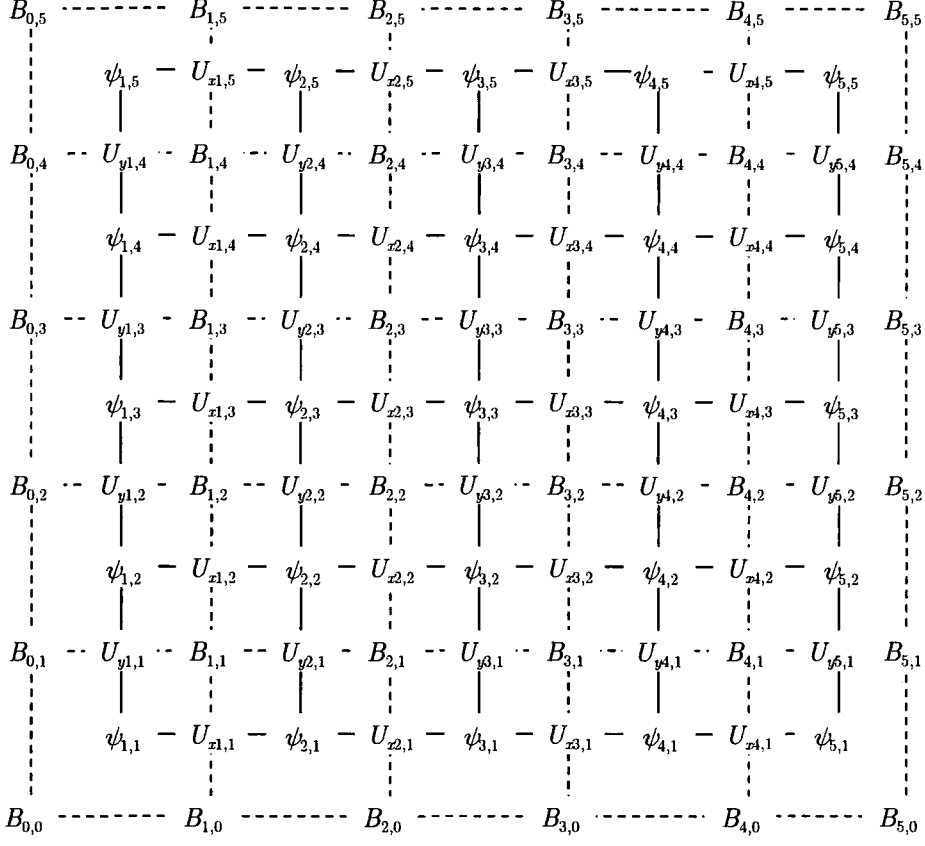 B_{0,5} B_{1,5} B_{2,5} B_{3,5} B_{4,5} B_{5,5}
ψ_{1,5} U_{x1,5} ψ_{2,5} U_{x2,5} ψ_{3,5} U_{x3,5} ψ_{4,5} U_{x4,5} ψ_{5,5}
B_{0,4} U_{y1,4} B_{1,4} U_{y2,4} B_{2,4} U_{y3,4} B_{3,4} U_{y4,4} B_{4,4} U_{y5,4} B_{5,4}
ψ_{1,4} U_{x1,4} ψ_{2,4} U_{x2,4} ψ_{3,4} U_{x3,4} ψ_{4,4} U_{x4,4} ψ_{5,4}
B_{0,3} U_{y1,3} B_{1,3} U_{y2,3} B_{2,3} U_{y3,3} B_{3,3} U_{y4,3} B_{4,3} U_{y5,3} B_{5,3}
ψ_{1,3} U_{x1,3} ψ_{2,3} U_{x2,3} ψ_{3,3} U_{x3,3} ψ_{4,3} U_{x4,3} ψ_{5,3}
B_{0,2} U_{y1,2} B_{1,2} U_{y2,2} B_{2,2} U_{y3,2} B_{3,2} U_{y4,2} B_{4,2} U_{y5,2} B_{5,2}
ψ_{1,2} U_{x1,2} ψ_{2,2} U_{x2,2} ψ_{3,2} U_{x3,2} ψ_{4,2} U_{x4,2} ψ_{5,2}
B_{0,1} U_{y1,1} B_{1,1} U_{y2,1} B_{2,1} U_{y3,1} B_{3,1} U_{y4,1} B_{4,1} U_{y5,1} B_{5,1}
ψ_{1,1} U_{x1,1} ψ_{2,1} U_{x2,1} ψ_{3,1} U_{x3,1} ψ_{4,1} U_{x4,1} ψ_{5,1}
B_{0,0} B_{1,0} B_{2,0} B_{3,0} B_{4,0} B_{5,0}